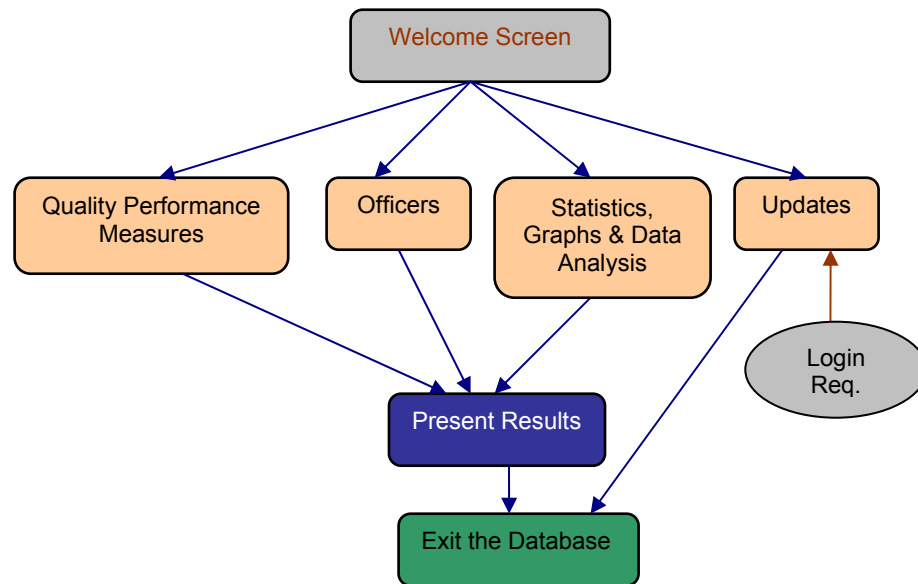 Welcome Screen
Quality Performance
Measures
Officers
Statistics,
Graphs & Data
Analysis
Updates
Login
Req.
Present Results
Exit the Database